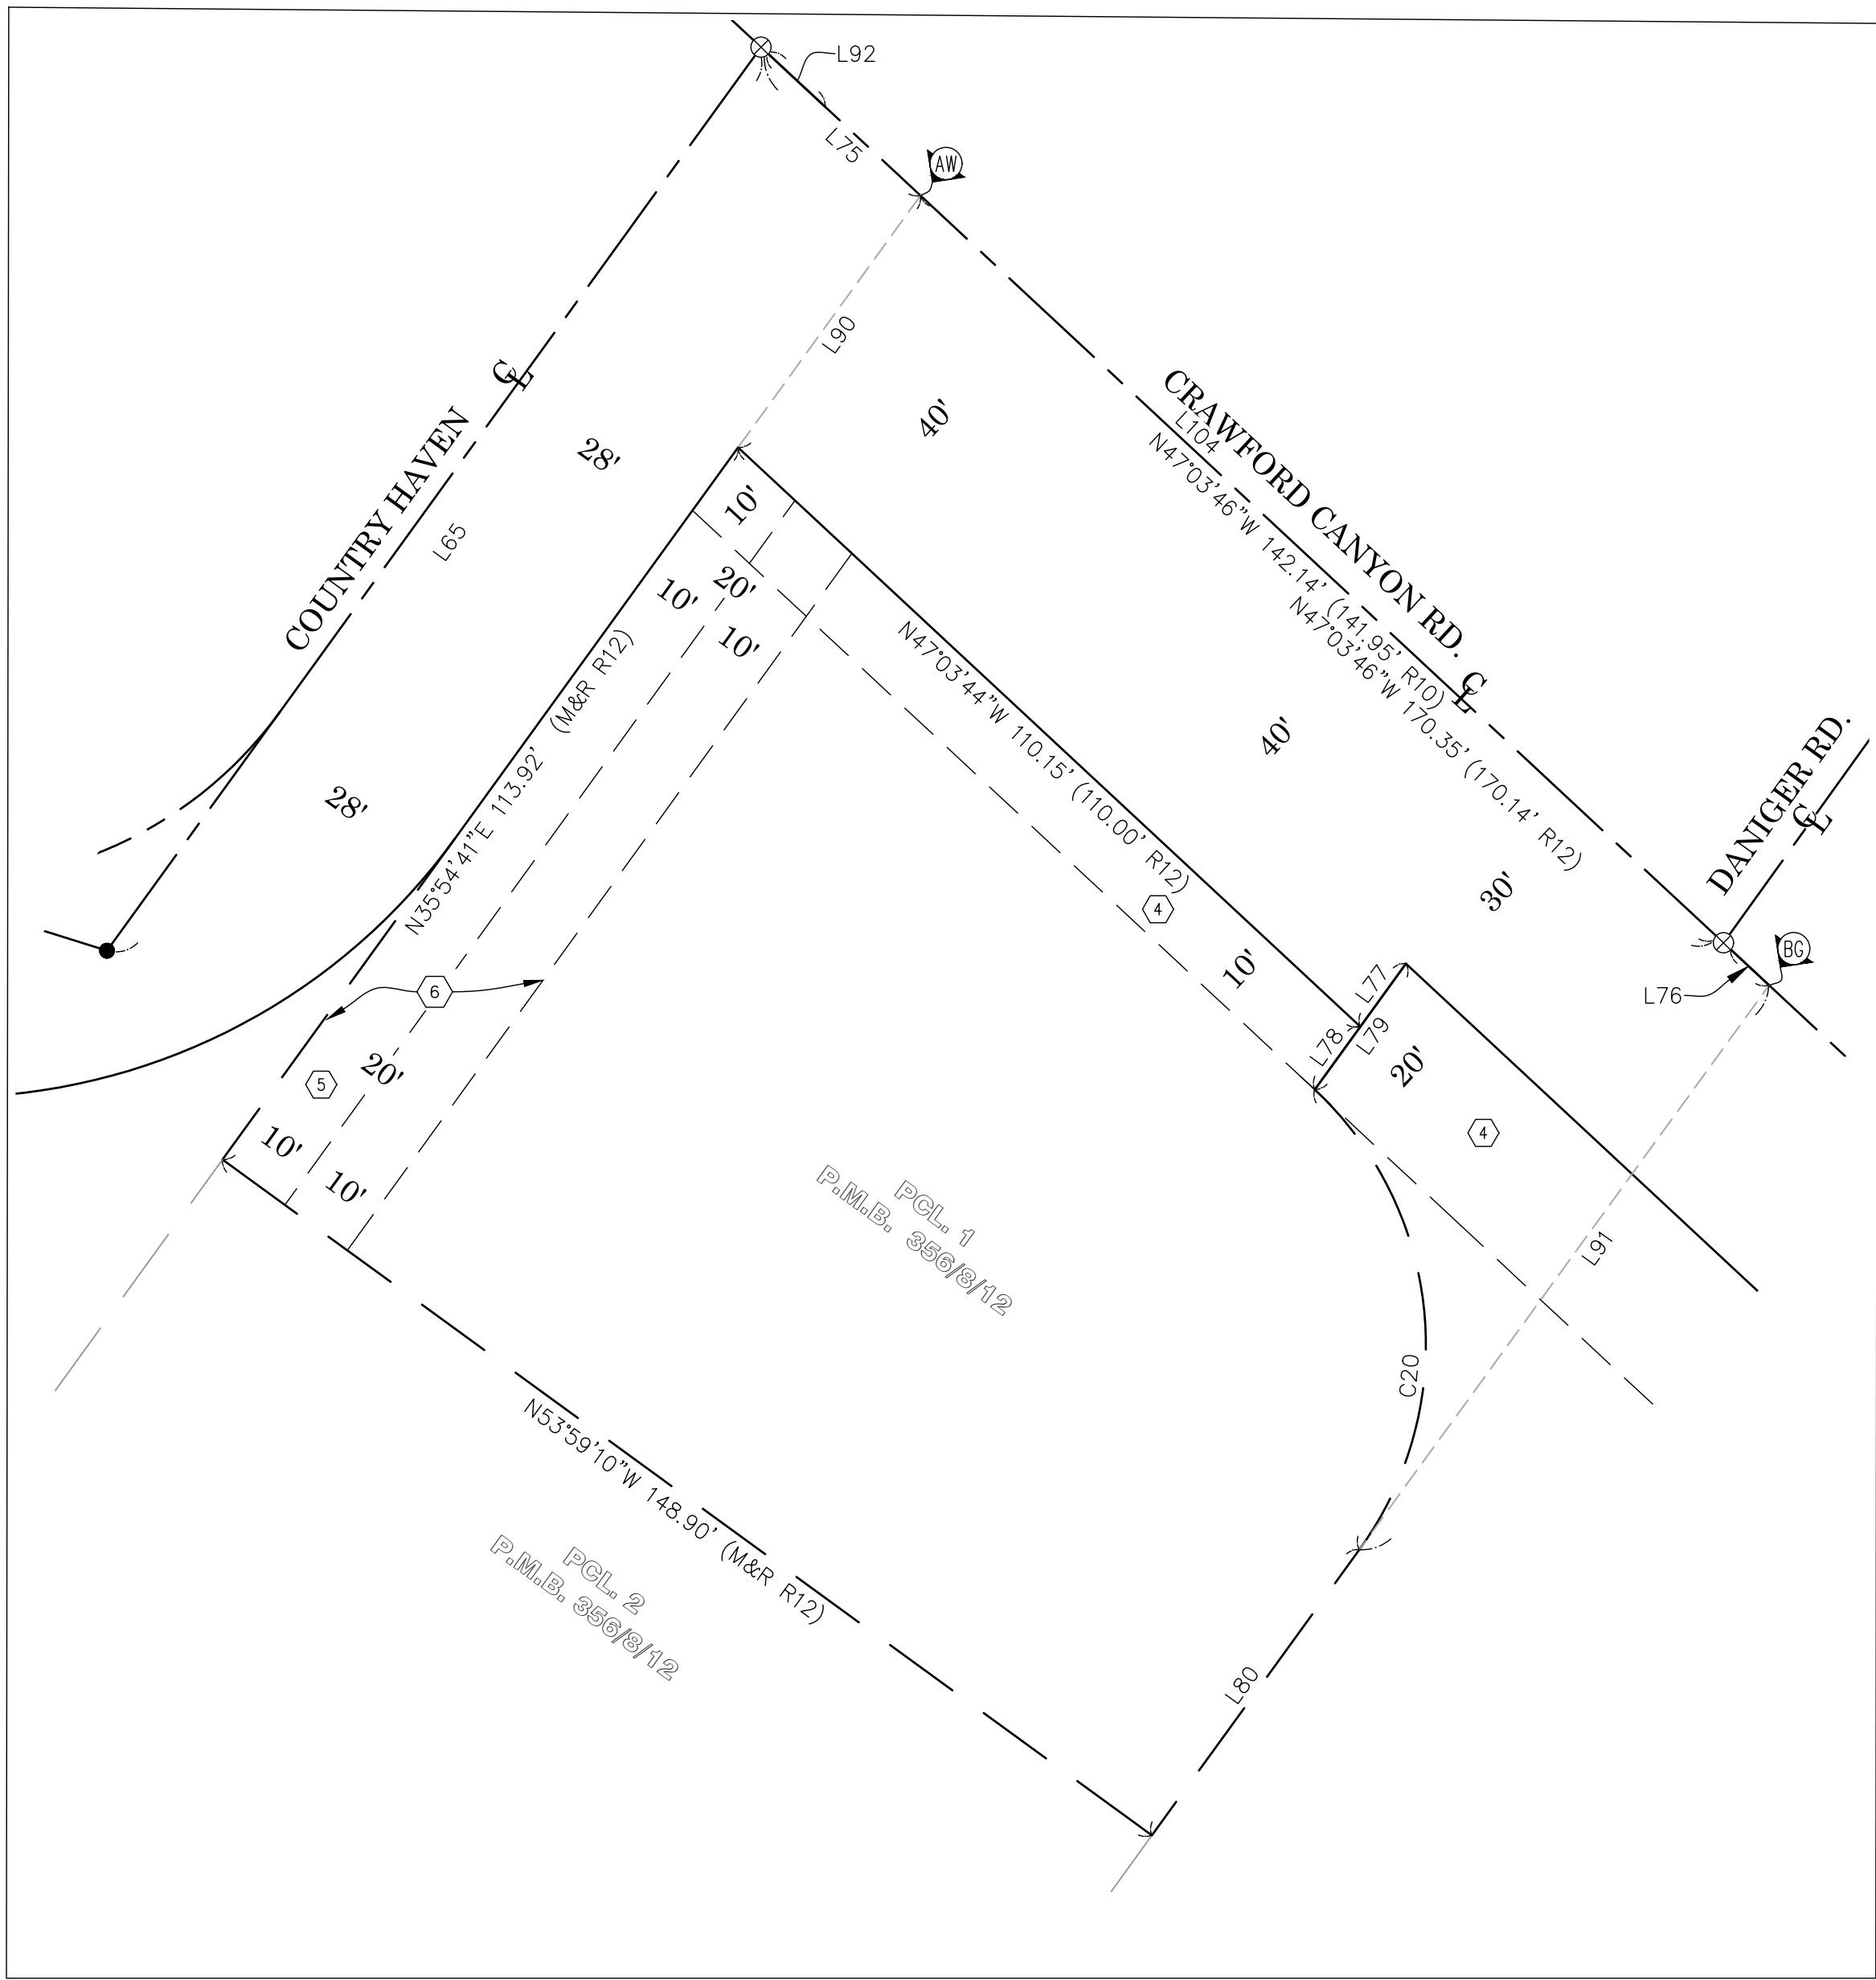 L92
L75
AW
L90
40'
COUNTRY HAVEN
℄
28'
L65
CRAWFORD CANYON RD.
℄
L104
N47°03'46"W 142.14' (141.95' R10)
N47°03'46"W 170.35' (170.14' R12)
10'
20'
10'
10'
N47°03'44"W 110.15' (110.00' R12)
40'
N35°54'41"E 113.92' (M&R R12)
28'
DANIGER RD.
℄
30'
4
10'
BG
L76
L77
L78
L79
20'
6
5
20'
4
10'
10'
PCL. 1
P.M.B. 356/8/12
L91
C20
N53°59'10"W 148.90' (M&R R12)
PCL. 2
P.M.B. 356/8/12
L80